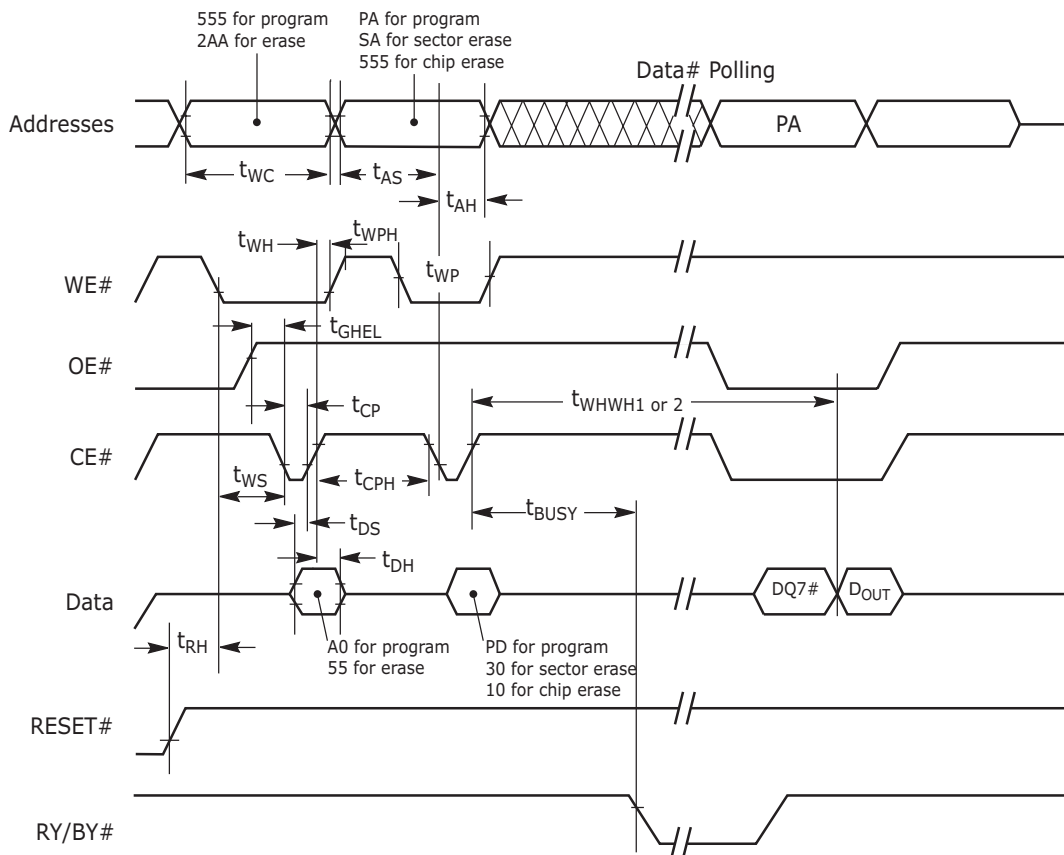 555 for program
2AA for erase
PA for program
SA for sector erase
555 for chip erase
Data# Polling
Addresses
PA
tWC
tAS
tAH
tWH
tWPH
tWP
WE#
tGHEL
OE#
tWHWH1 or 2
tCP
CE#
tWS
tCPH
tBUSY
tDS
tDH
Data
DQ7#
DOUT
tRH
A0 for program
55 for erase
PD for program
30 for sector erase
10 for chip erase
RESET#
RY/BY#